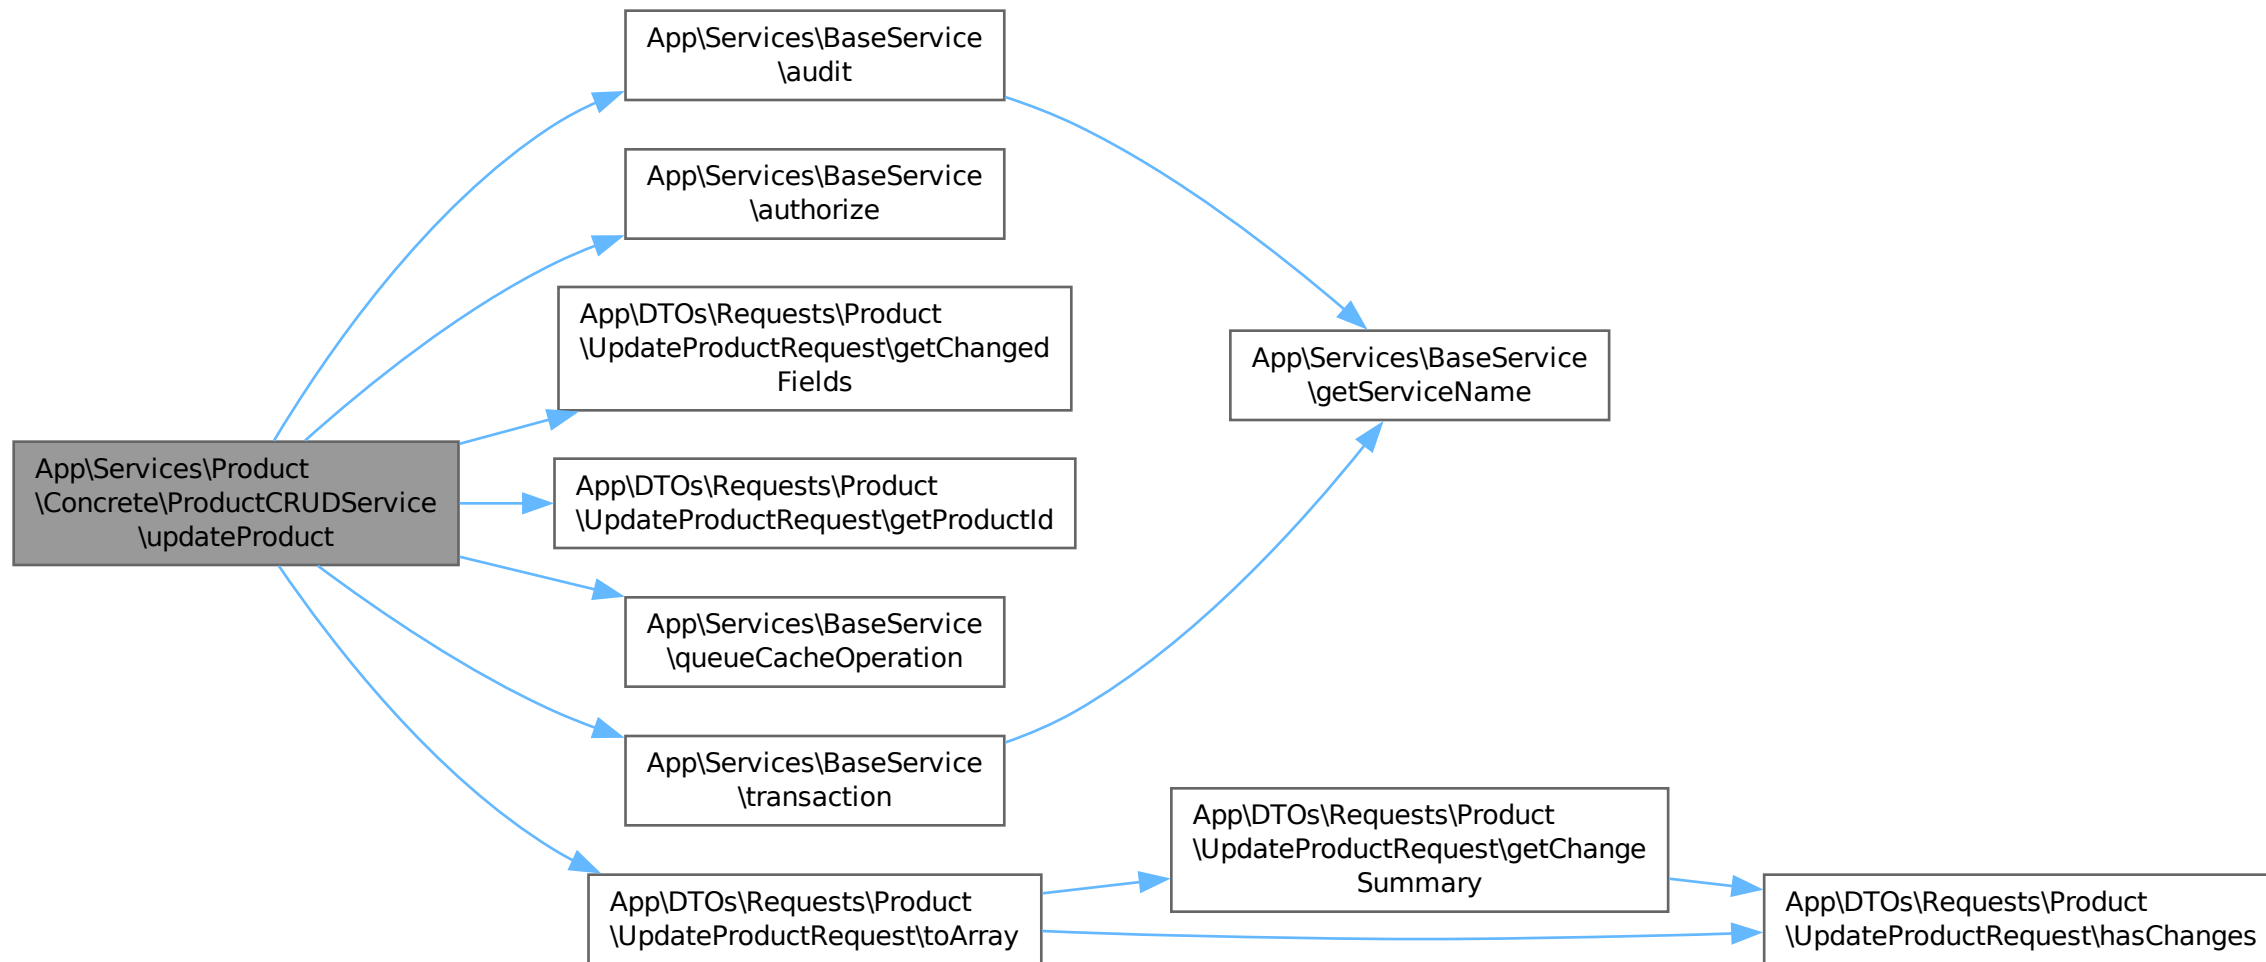 App\Services\BaseService
\audit
App\Services\BaseService
\authorize
App\DTOs\Requests\Product
\UpdateProductRequest\getChanged
Fields
App\Services\BaseService
\getServiceName
App\Services\Product
\Concrete\ProductCRUDService
\updateProduct
App\DTOs\Requests\Product
\UpdateProductRequest\getProductId
App\Services\BaseService
\queueCacheOperation
App\Services\BaseService
\transaction
App\DTOs\Requests\Product
\UpdateProductRequest\getChange
Summary
App\DTOs\Requests\Product
\UpdateProductRequest\toArray
App\DTOs\Requests\Product
\UpdateProductRequest\hasChanges